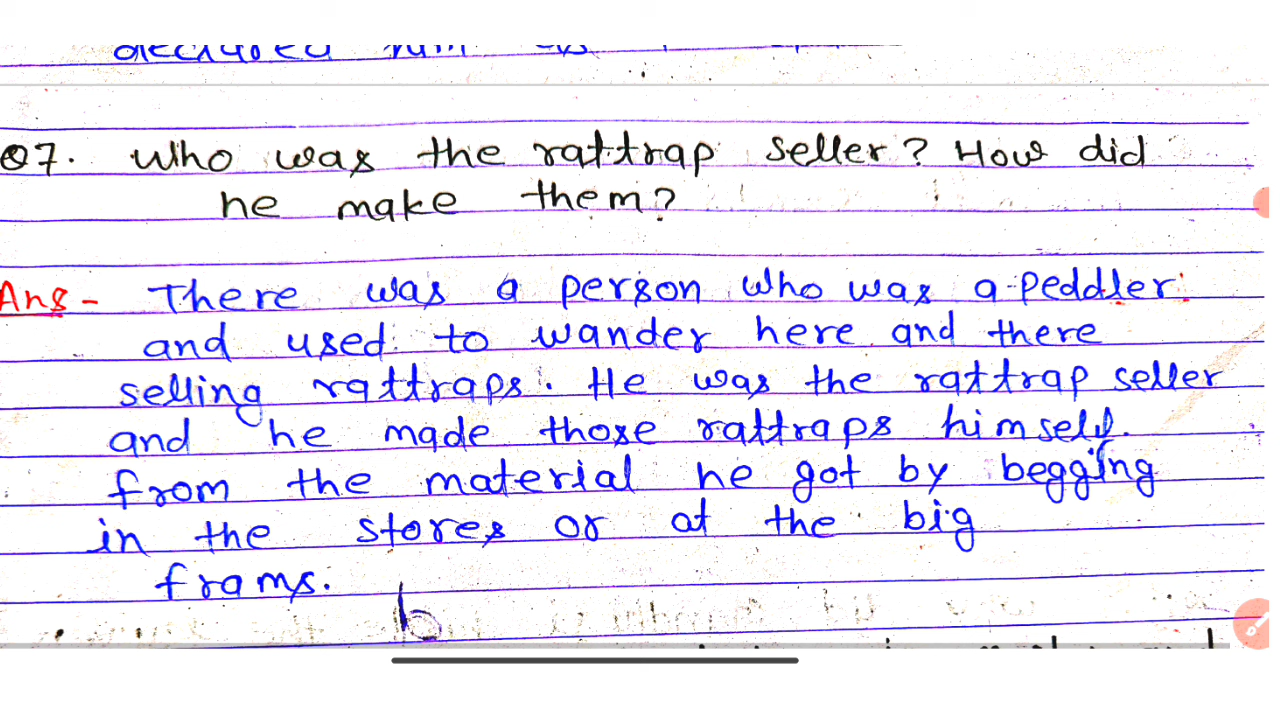 Q7. Who was the rattrap seller? How did
he make them?
Ans - There was a person who was a peddler
and used to wander here and there
selling rattraps. He was the rattrap seller
and he made those rattraps himself.
from the material he got by begging
in the stores or at the big
frams.